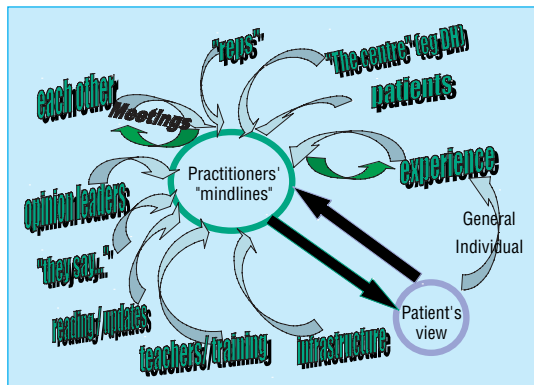 "reps"
"The centre" (eg DH)
patients
each other
Meetings
experience
Practitioners'
"mindlines"
opinion leaders
General
Individual
"they say..."
reading / updates
Patient's
view
teachers / training
infrastructure